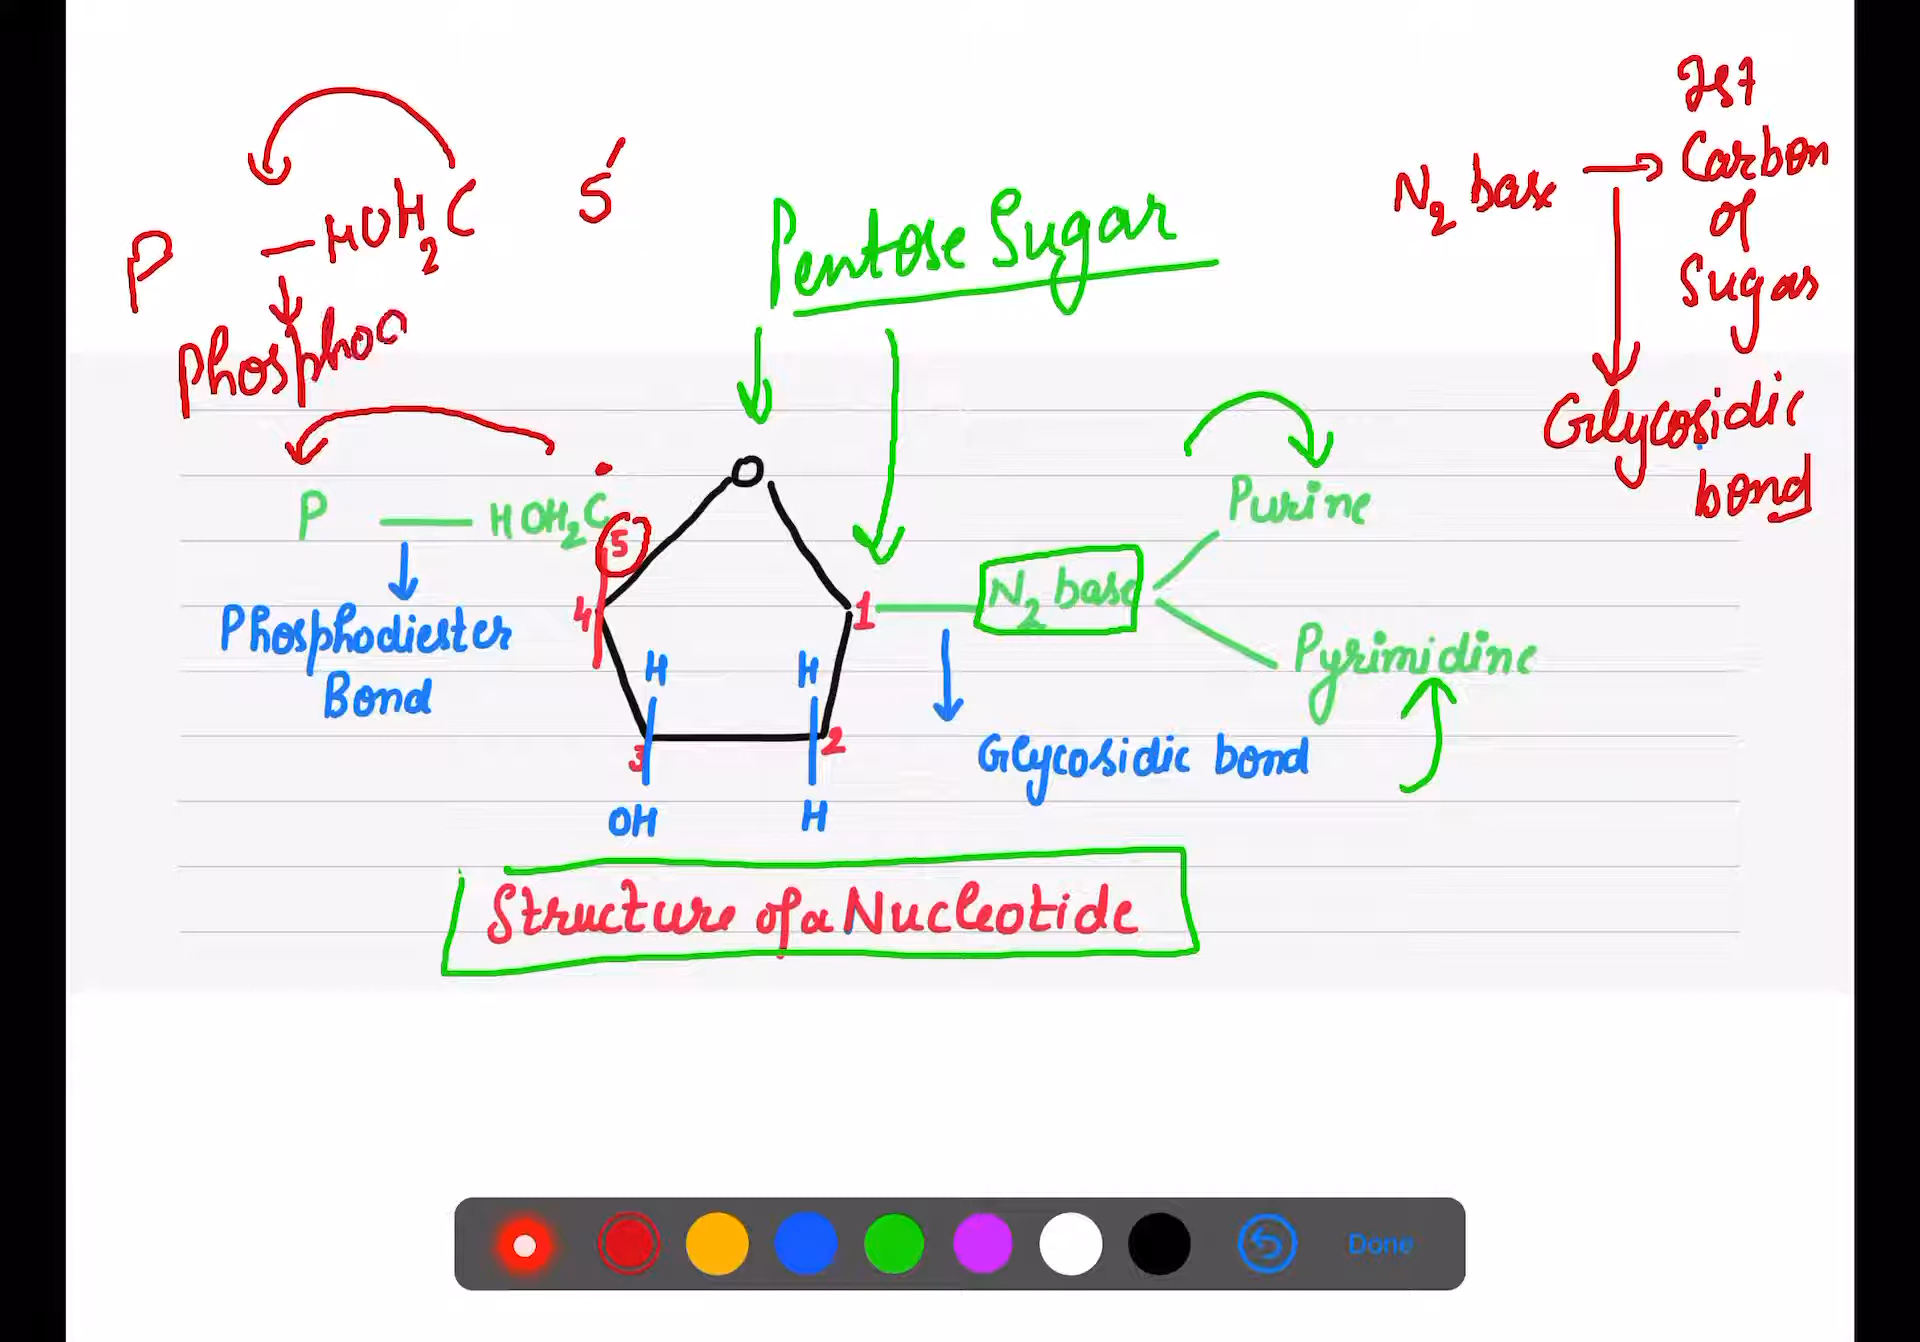 1st
Carbon
of
Sugar
N2 base
5'
HOH2C
P
Pentose Sugar
Glycosidic
bond
Purine
P
HOH2C
5
O
N2 base
1
4
Phosphodiester
Bond
H
H
Pyrimidine
3
2
Glycosidic bond
OH
H
Structure of a Nucleotide
Done